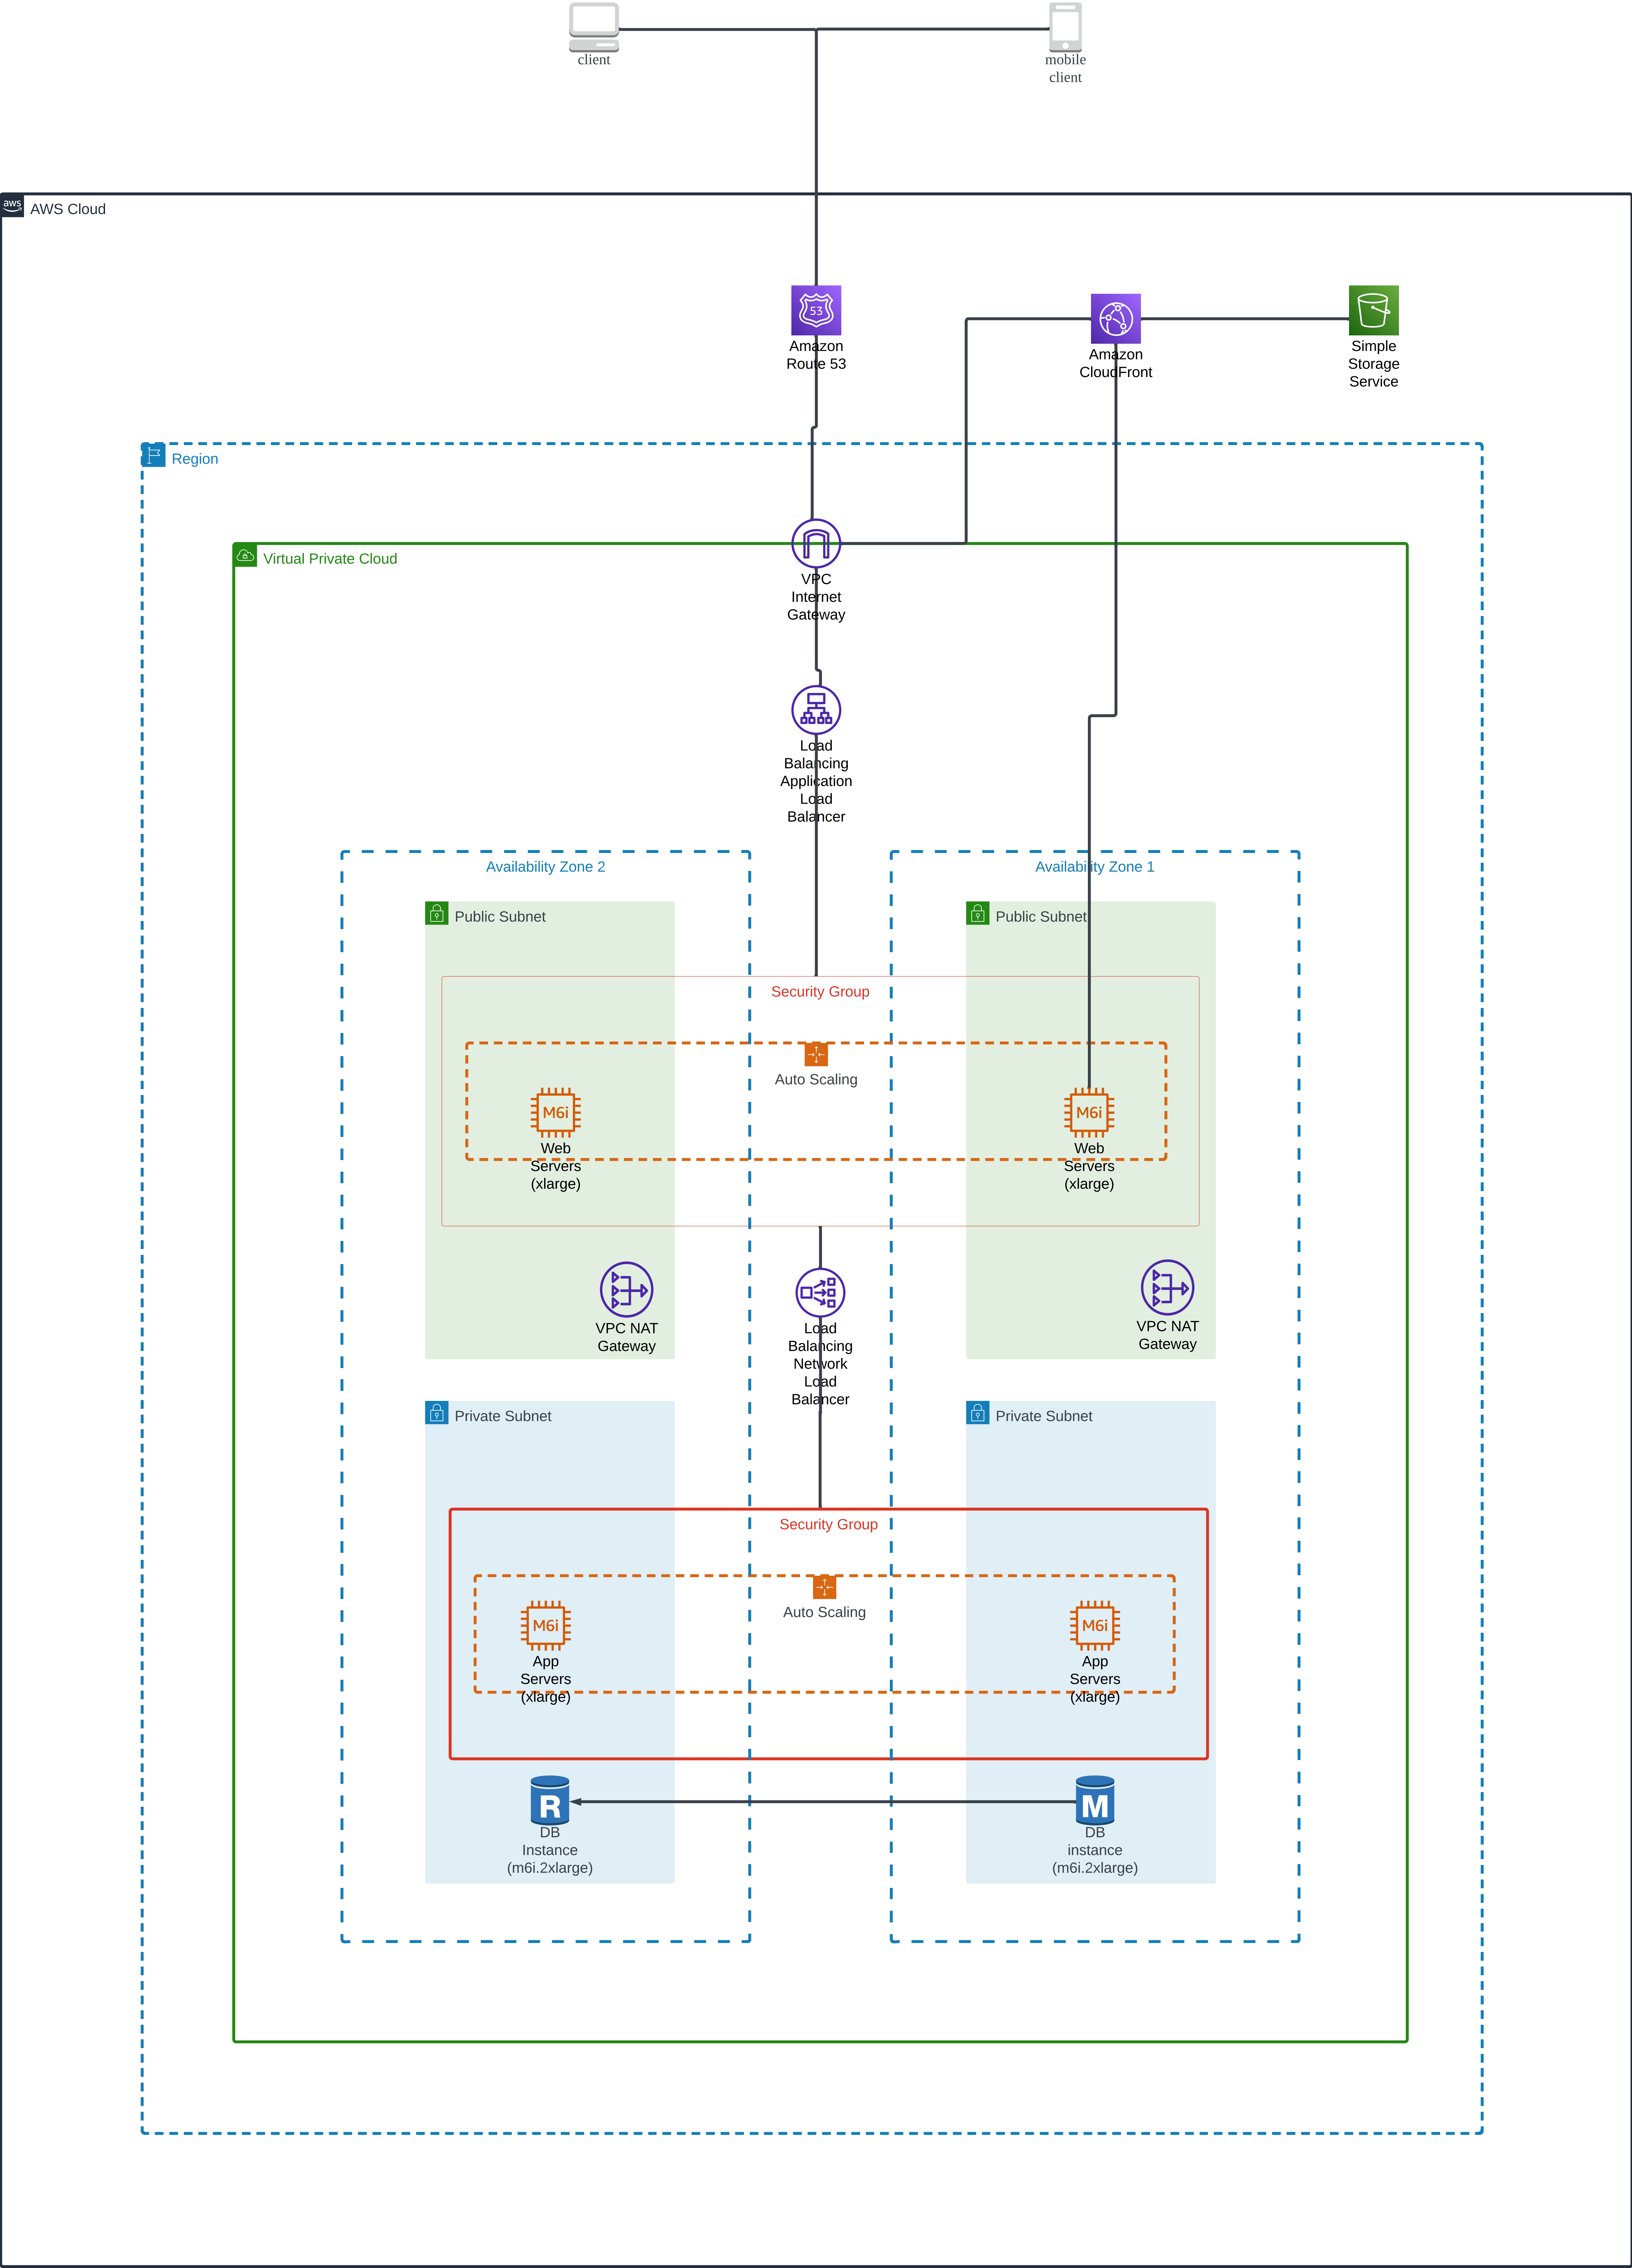 client
mobile
client
aws
AWS Cloud
53
Amazon
Route 53
Amazon
CloudFront
Simple
Storage
Service
Region
Virtual Private Cloud
VPC
Internet
Gateway
Load
Balancing
Application
Load
Balancer
Availability Zone 2
Availability Zone 1
Public Subnet
Public Subnet
Security Group
Auto Scaling
M6i
Web
Servers
(xlarge)
M6i
Web
Servers
(xlarge)
VPC NAT
Gateway
Load
Balancing
Network
Load
Balancer
VPC NAT
Gateway
Private Subnet
Private Subnet
Security Group
Auto Scaling
M6i
App
Servers
(xlarge)
M6i
App
Servers
(xlarge)
R
DB
Instance
(m6i.2xlarge)
M
DB
instance
(m6i.2xlarge)